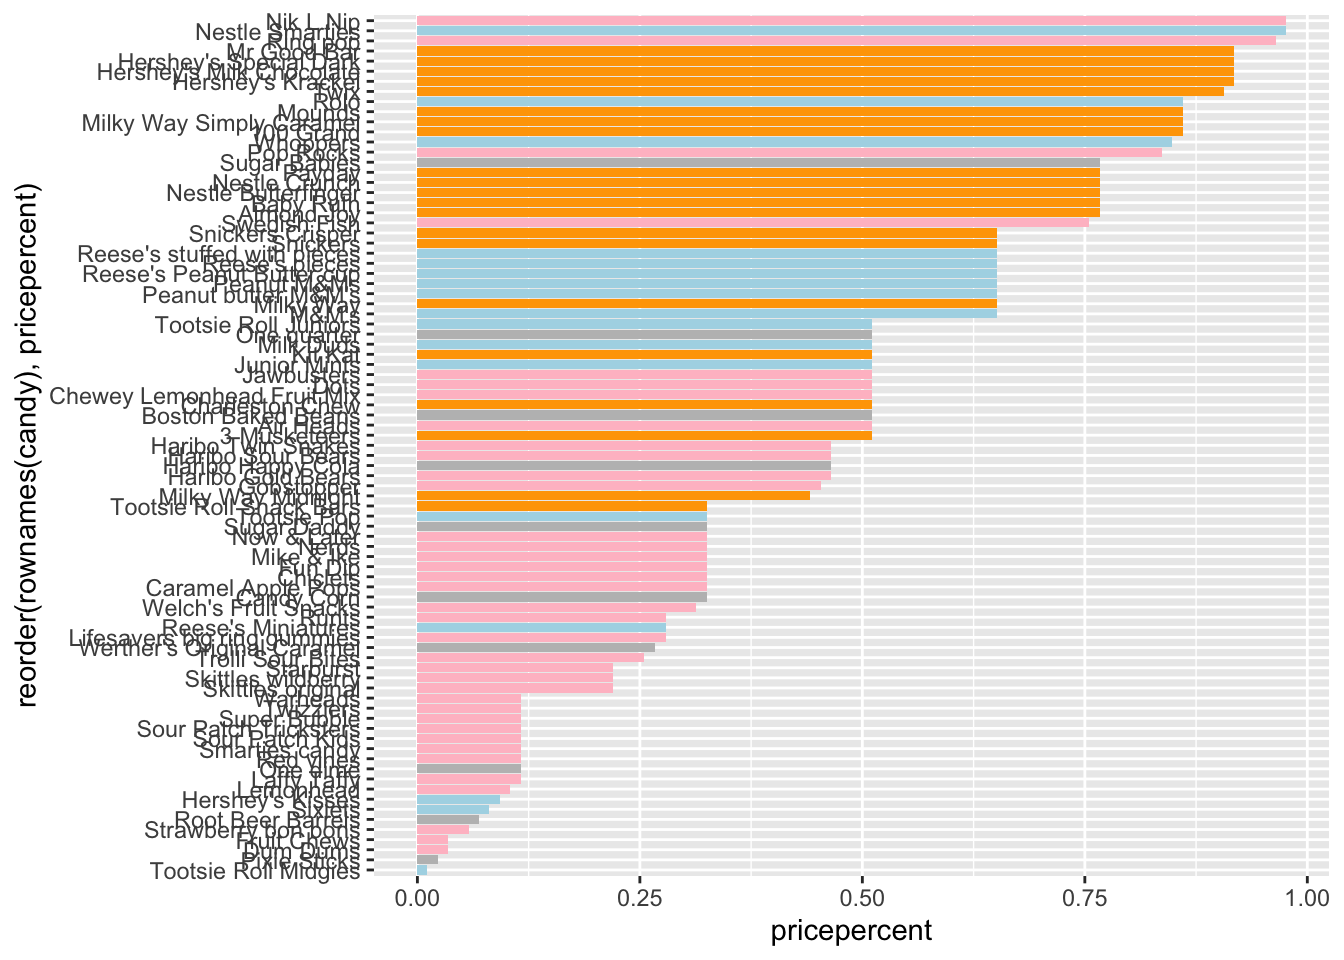 Nik L Nip
Nestle Smarties
Ring pop
Mr Good Bar
Hershey's Special Dark
Hershey's Milk Chocolate
Hershey's Krackel
Twix
Rolo
Mounds
Milky Way Simply Caramel
100 Grand
Whoppers
Pop Rocks
Sugar Babies
Payday
Nestle Crunch
Nestle Butterfinger
Baby Ruth
Almond Joy
Swedish Fish
Snickers Crisper
Snickers
Reese's stuffed with pieces
Reese's pieces
Reese's Peanut Butter cup
Peanut M&Ms
Peanut butter M&M's
Milky Way
M&M's
Tootsie Roll Juniors
One quarter
Milk Duds
Kit Kat
Junior Mints
Jawbusters
Dots
Chewey Lemonhead Fruit Mix
Charleston Chew
Boston Baked Beans
Air Heads
3 Musketeers
Haribo Twin Snakes
Haribo Sour Bears
Haribo Happy Cola
Haribo Gold Bears
Gobstopper
Milky Way Midnight
Tootsie Roll Snack Bars
Tootsie Pop
Sugar Daddy
Now & Later
Nerds
Mike & Ike
Fun Dip
Chiclets
Caramel Apple Pops
Candy Corn
Welch's Fruit Snacks
Runts
Reese's Miniatures
Lifesavers big ring gummies
Werther's Original Caramel
Trolli Sour Bites
Starburst
Skittles wildberry
Skittles original
Warheads
Twizzlers
Super Bubble
Sour Patch Tricksters
Sour Patch Kids
Smarties candy
Red vines
One dime
Laffy Taffy
Lemonhead
Hershey's Kisses
Sixlets
Root Beer Barrels
Strawberry bon bons
Fruit Chews
Dum Dums
Pixie Sticks
Tootsie Roll Midgies
reorder(rownames(candy), pricepercent)
0.00 0.25 0.50 0.75 1.00
pricepercent